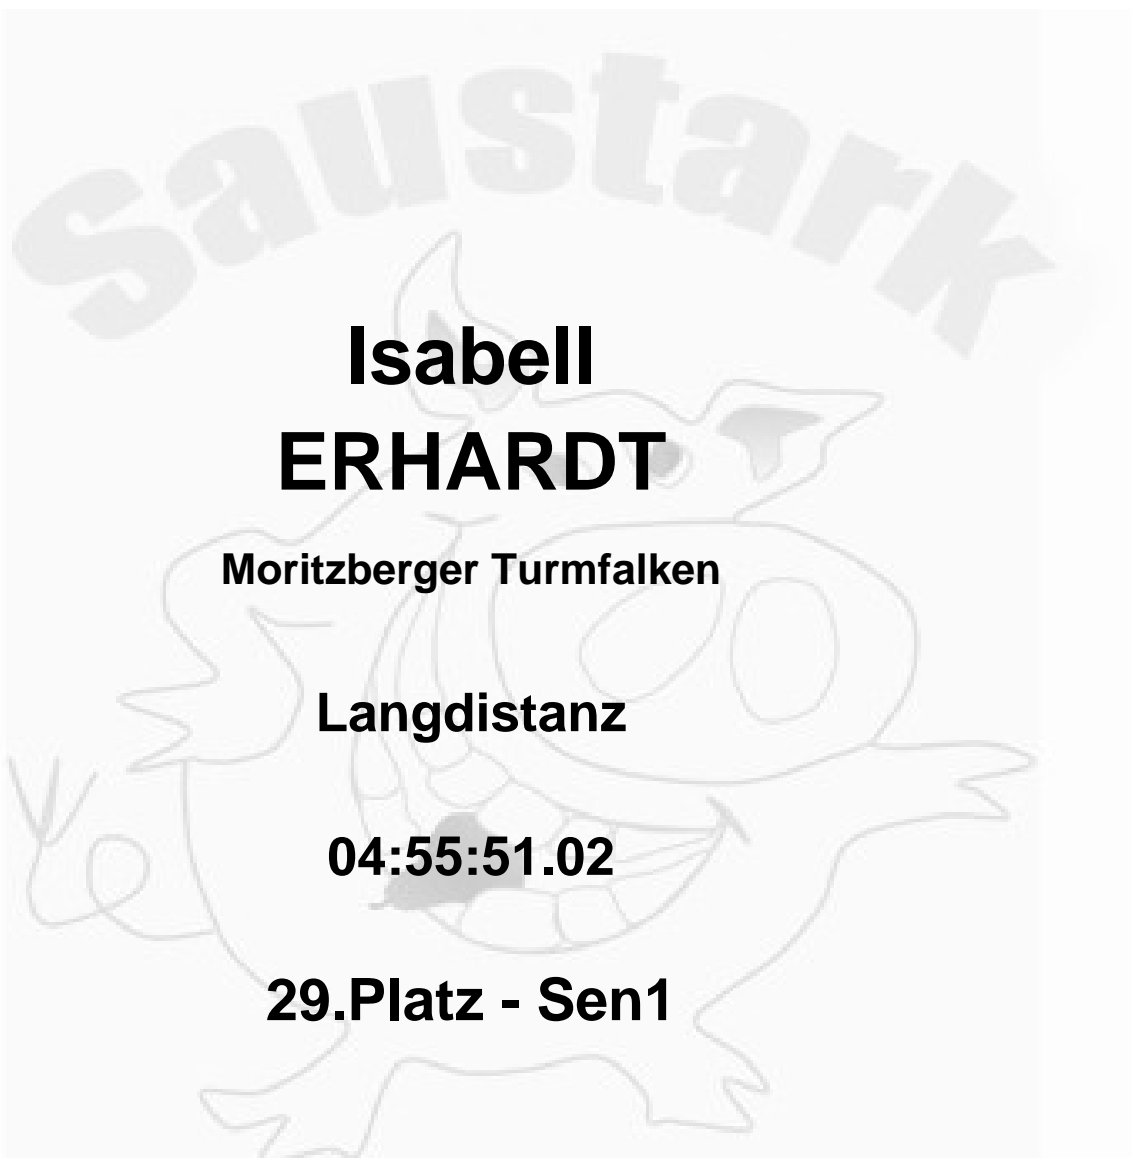 Saustark
Isabell
ERHARDT
Moritzberger Turmfalken
Langdistanz
04:55:51.02
29.Platz - Sen1